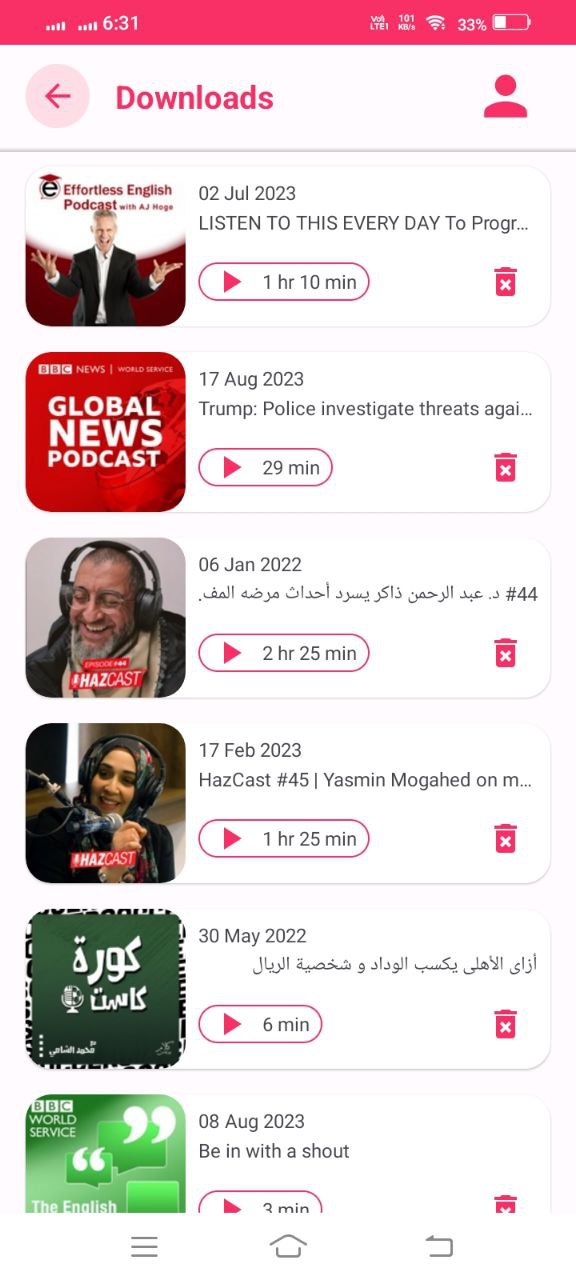 6:31
Vo)) LTE1
101 KB/s
33%
Downloads
e Effortless English
Podcast with AJ Hoge
02 Jul 2023
LISTEN TO THIS EVERY DAY To Progr...
1 hr 10 min
BBC NEWS | WORLD SERVICE
GLOBAL
NEWS
PODCAST
17 Aug 2023
Trump: Police investigate threats agai...
29 min
EPISODE #44
HAZCAST
06 Jan 2022
#44 د. عبد الرحمن ذاكر يسرد أحداث مرضه المف.
2 hr 25 min
HAZCAST
17 Feb 2023
HazCast #45 | Yasmin Mogahed on m...
1 hr 25 min
كورة
كاست
محمد الشامي
30 May 2022
أزاى الأهلى يكسب الوداد و شخصية الريال
6 min
BBC
WORLD
SERVICE
The English
08 Aug 2023
Be in with a shout
3 min